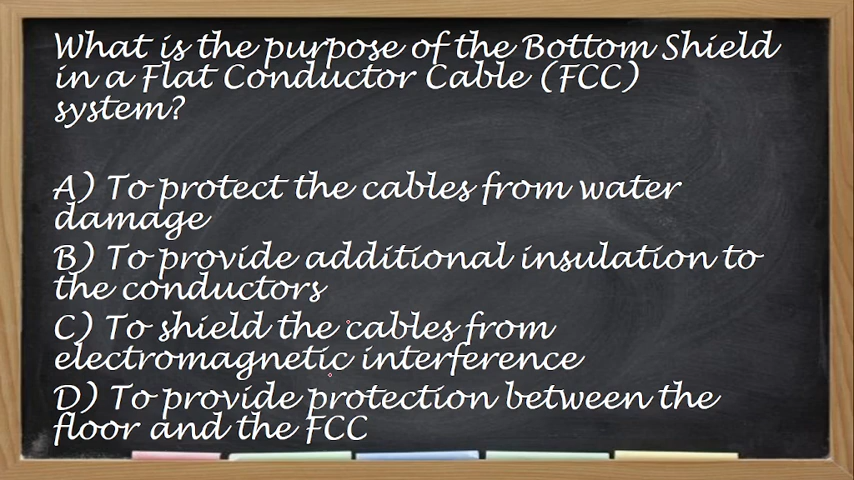 What is the purpose of the Bottom Shield
in a Flat Conductor Cable (FCC)
system?
A) To protect the cables from water
damage
B) To provide additional insulation to
the conductors
C) To shield the cables from
electromagnetic interference
D) To provide protection between the
floor and the FCC